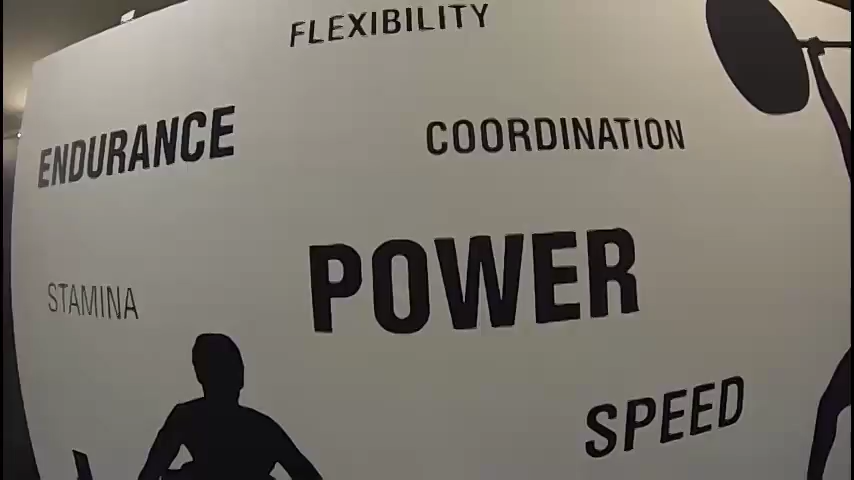 FLEXIBILITY
ENDURANCE
COORDINATION
POWER
STAMINA
SPEED